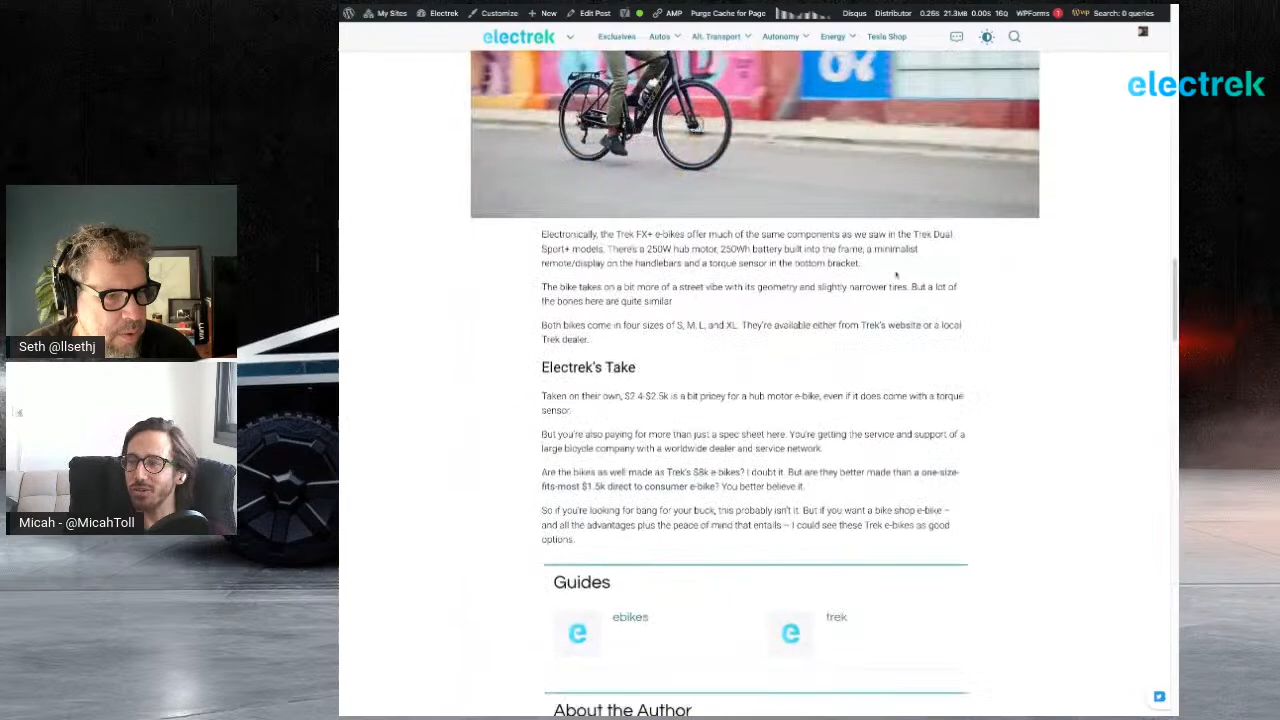 My Sites Electrek Customize New Edit Post AMP Purge Cache for Page Disqus Distributor 0.26S 21.3MB 0.00S 16Q WPForms 1 Search: 0 queries
electrek Exclusives Autos Alt. Transport Autonomy Energy Tesla Shop
electrek
Electronically, the Trek FX+ e-bikes offer much of the same components as we saw in the Trek Dual
Sport+ models. There's a 250W hub motor, 250Wh battery built into the frame, a minimalist
remote/display on the handlebars and a torque sensor in the bottom bracket.
The bike takes on a bit more of a street vibe with its geometry and slightly narrower tires. But a lot of
the bones here are quite similar
Both bikes come in four sizes of S, M, L, and XL. They're available either from Trek's website or a local
Trek dealer.
Electrek's Take
Taken on their own, $2.4-$2.5k is a bit pricey for a hub motor e-bike, even if it does come with a torque
sensor.
But you're also paying for more than just a spec sheet here. You're getting the service and support of a
large bicycle company with a worldwide dealer and service network.
Are the bikes as well made as Trek's $8k e-bikes? I doubt it. But are they better made than a one-size-
fits-most $1.5k direct to consumer e-bike? You better believe it.
So if you're looking for bang for your buck, this probably isn't it. But if you want a bike shop e-bike –
and all the advantages plus the peace of mind that entails – I could see these Trek e-bikes as good
options.
Guides
e ebikes
e trek
About the Author
Seth @llsethj
Micah - @MicahToll